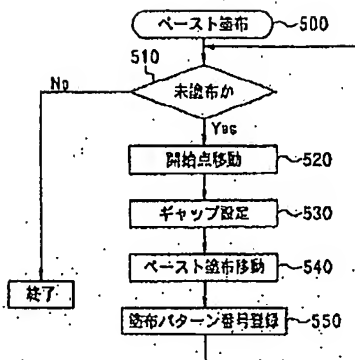 ペースト塗布 500
510
No
未塗布か
Yes
開始点移動 520
ギャップ設定 530
ペースト塗布移動 540
終了
塗布パターン番号登録 550